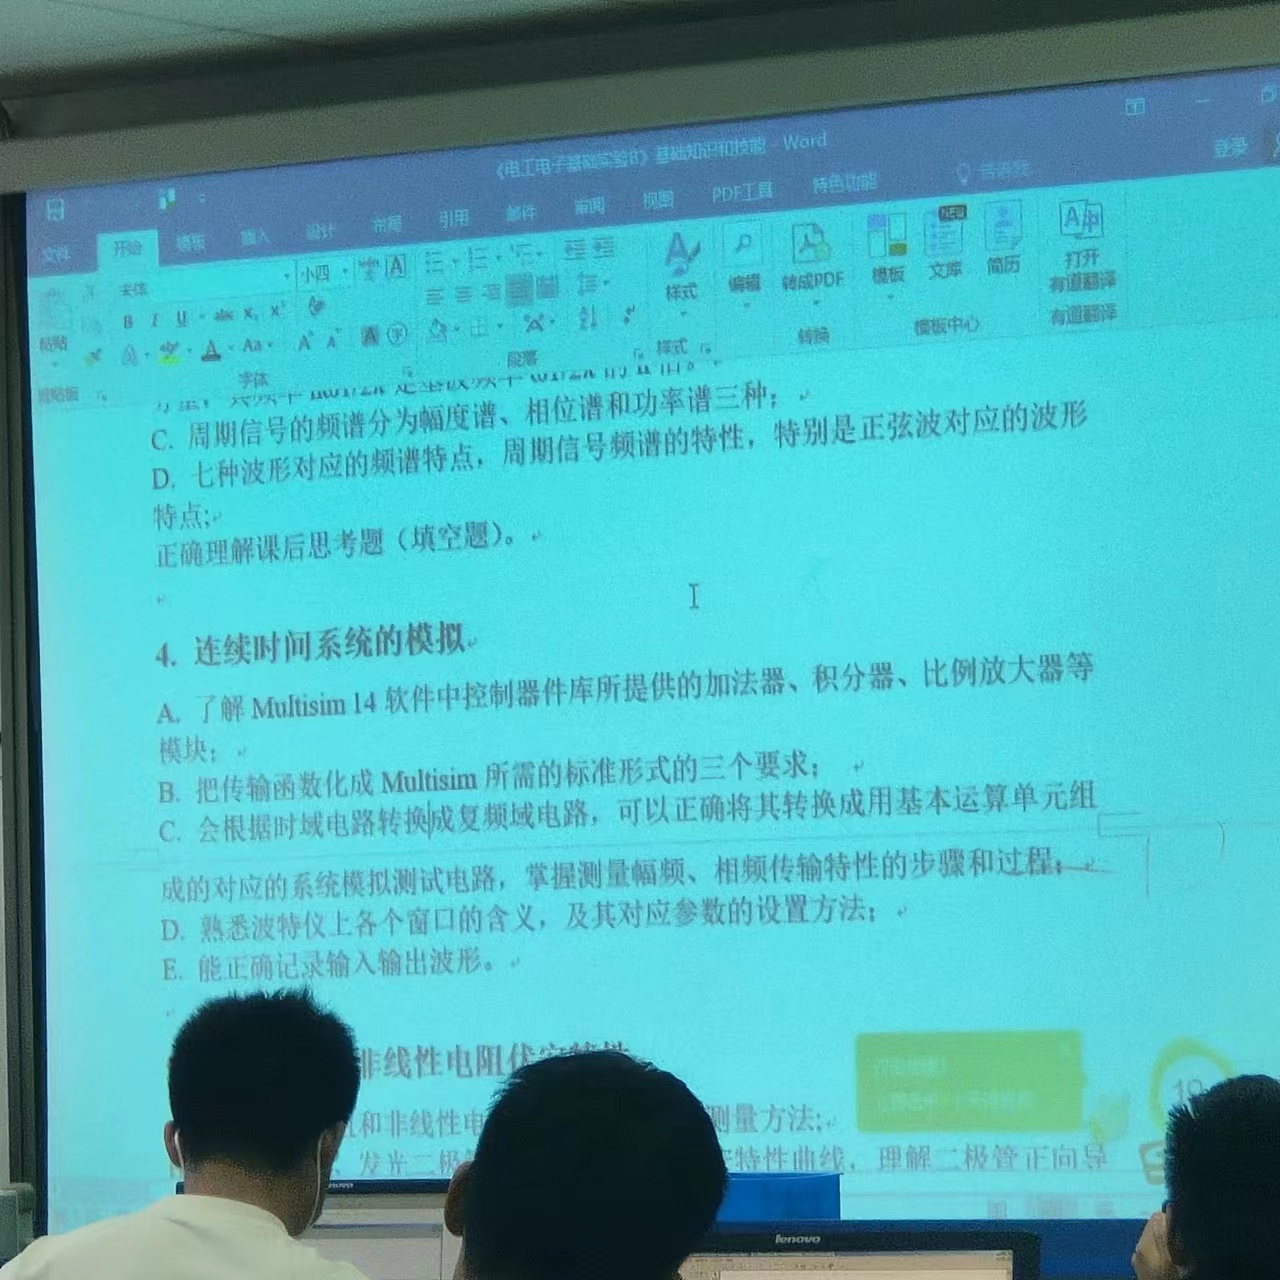 《电工电子基础实验B》基础知识和技能 - Word
登录
文件 开始 模板 插入 设计 布局 引用 邮件 审阅 视图 PDF工具 特色功能 告诉我
宋体 小四
B I U abc X₂ X²
粘贴
Aa
剪贴板 字体 段落 样式 样式
编辑
转成PDF
转换
模板 NEW 文库 简历
模板中心
打开
有道翻译
有道翻译
C. 周期信号的频谱分为幅度谱、相位谱和功率谱三种；
D. 七种波形对应的频谱特点，周期信号频谱的特性，特别是正弦波对应的波形
特点;
正确理解课后思考题（填空题）。
4. 连续时间系统的模拟
A. 了解 Multisim 14 软件中控制器件库所提供的加法器、积分器、比例放大器等
模块；
B. 把传输函数化成 Multisim 所需的标准形式的三个要求；
C. 会根据时域电路转换成复频域电路，可以正确将其转换成用基本运算单元组
成的对应的系统模拟测试电路，掌握测量幅频、相频传输特性的步骤和过程；
D. 熟悉波特仪上各个窗口的含义，及其对应参数的设置方法；
E. 能正确记录输入输出波形。
非线性电阻伏安特性
和非线性电 测量方法;
、发光二极 特性曲线，理解二极管正向导
19
lenovo